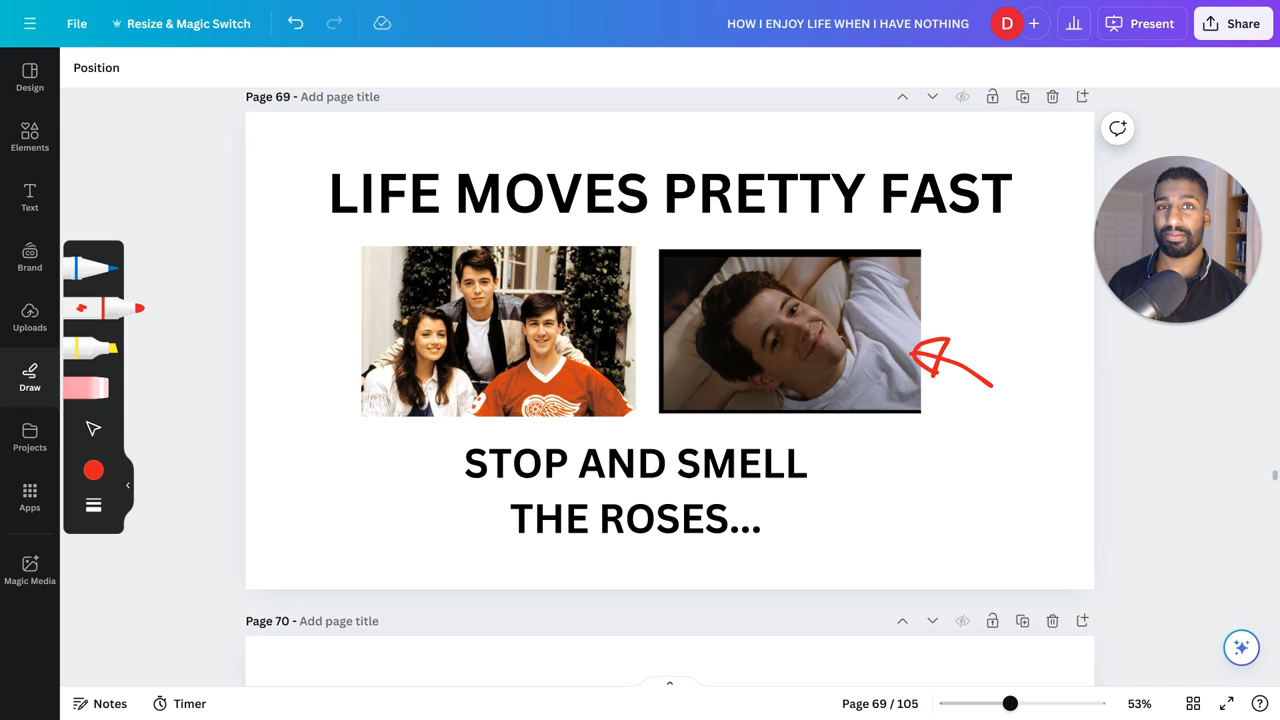 File
Resize & Magic Switch
HOW I ENJOY LIFE WHEN I HAVE NOTHING
D
Present
Share
Position
Design
Elements
Text
Brand
Uploads
Draw
Projects
Apps
Magic Media
Page 69 - Add page title
LIFE MOVES PRETTY FAST
STOP AND SMELL
THE ROSES...
Page 70 - Add page title
Notes
Timer
Page 69 / 105
53%